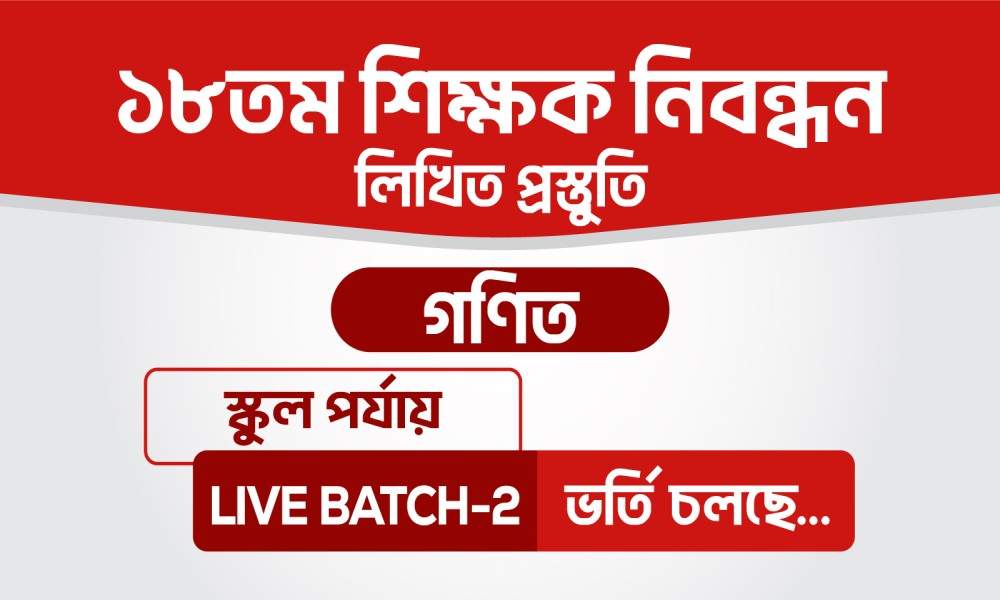 ১৮তম শিক্ষক নিবন্ধন
লিখিত প্রস্তুতি
গণিত
স্কুল পর্যায়
LIVE BATCH-2 ভর্তি চলছে...